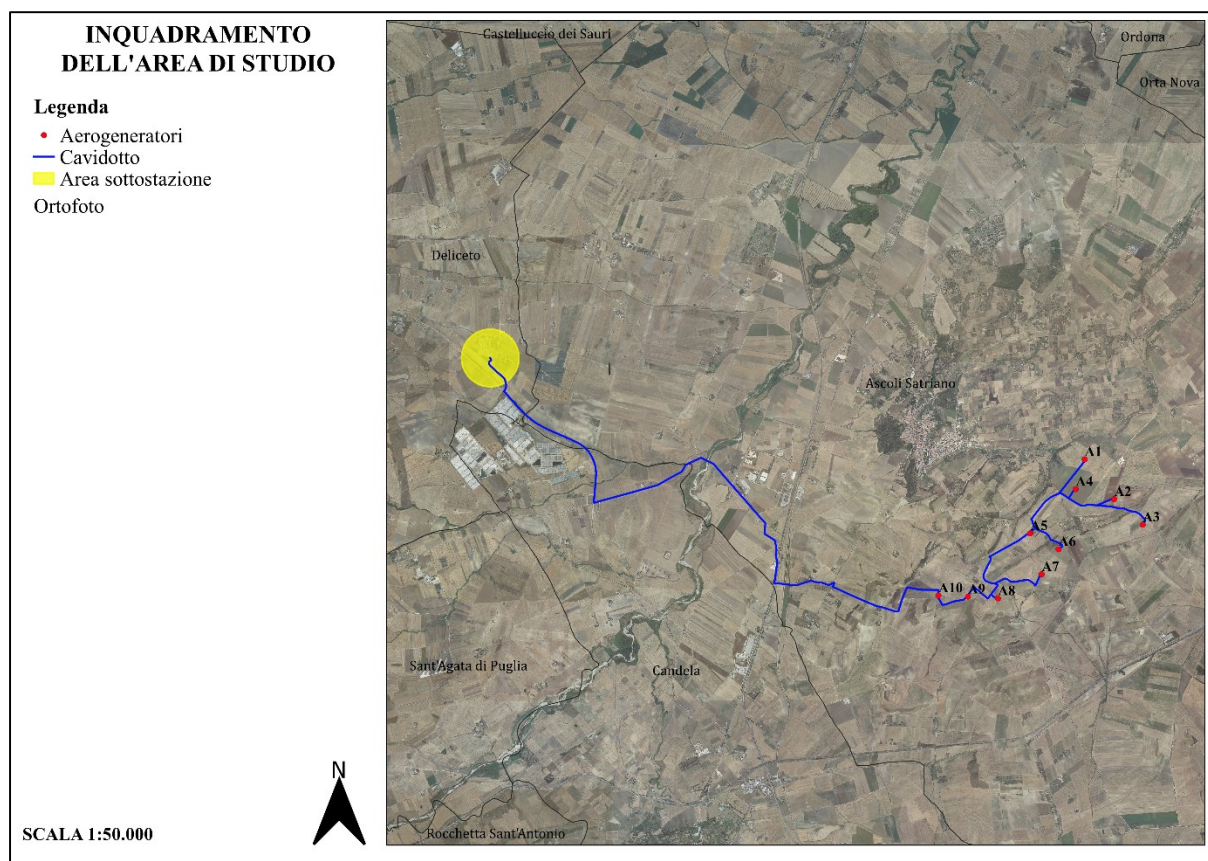 INQUADRAMENTO
DELL'AREA DI STUDIO
Legenda
Aerogeneratori
Cavidotto
Area sottostazione
Ortofoto
N
SCALA 1:50.000
Castelluccio dei Sauri
Ordona
Orta Nova
Deliceto
Ascoli Satriano
A1
A4
A2
A3
A5
A6
A7
A10
A9
A8
Sant'Agata di Puglia
Candela
Rocchetta Sant'Antonio